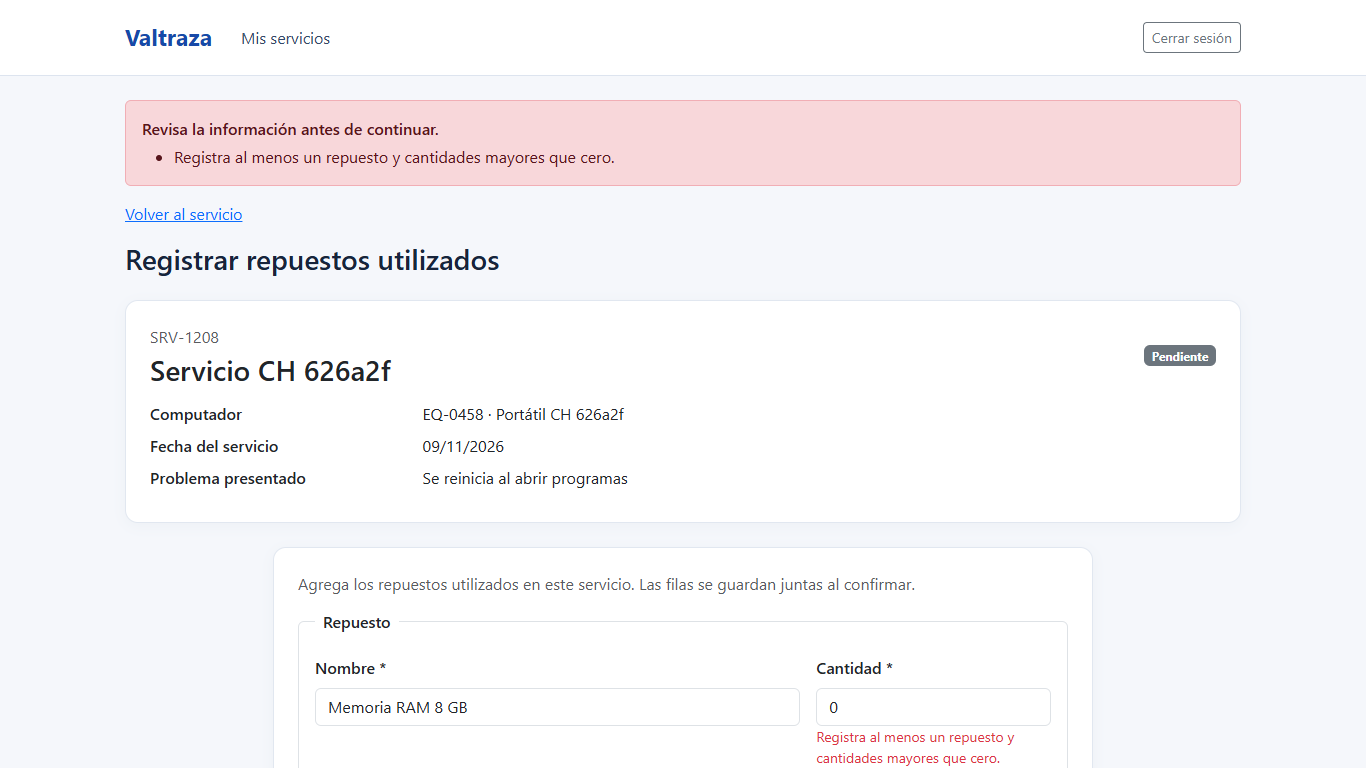 Valtraza
Mis servicios
Cerrar sesión
Revisa la información antes de continuar.
Registra al menos un repuesto y cantidades mayores que cero.
Volver al servicio
Registrar repuestos utilizados
SRV-1208
Servicio CH 626a2f
Pendiente
Computador EQ-0458 · Portátil CH 626a2f
Fecha del servicio 09/11/2026
Problema presentado Se reinicia al abrir programas
Agrega los repuestos utilizados en este servicio. Las filas se guardan juntas al confirmar.
Repuesto
Nombre *
Memoria RAM 8 GB
Cantidad *
0
Registra al menos un repuesto y
cantidades mayores que cero.